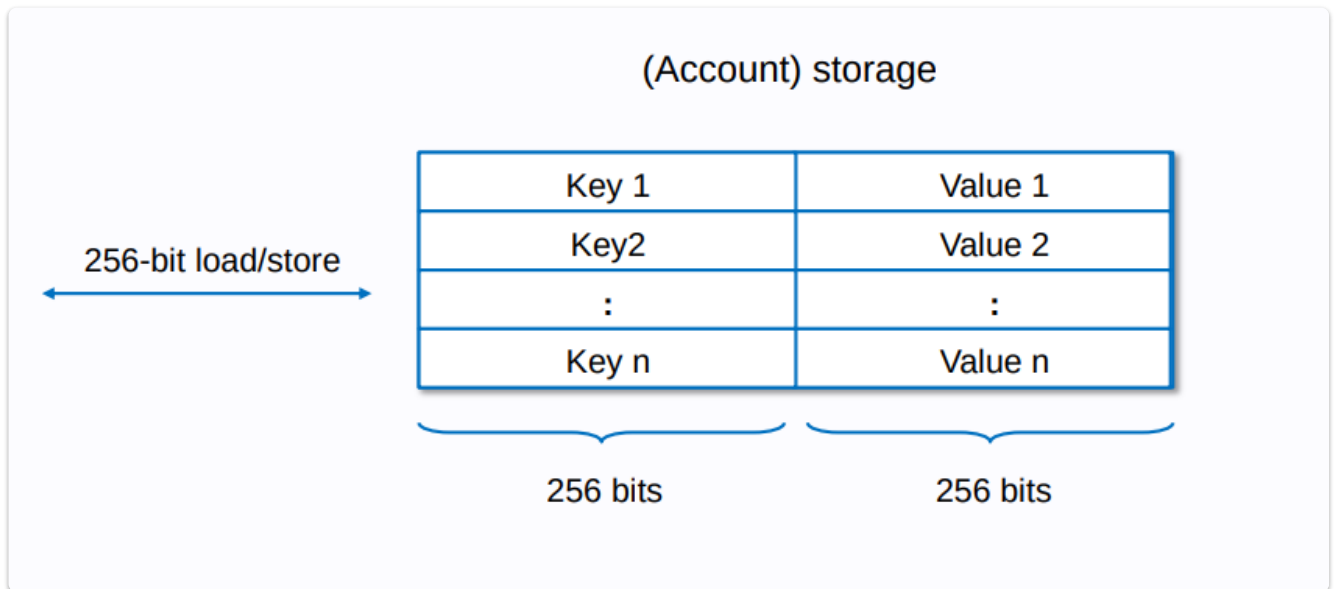 (Account) storage
Key 1 Value 1
Key2 Value 2
256-bit load/store
: :
Key n Value n
256 bits 256 bits